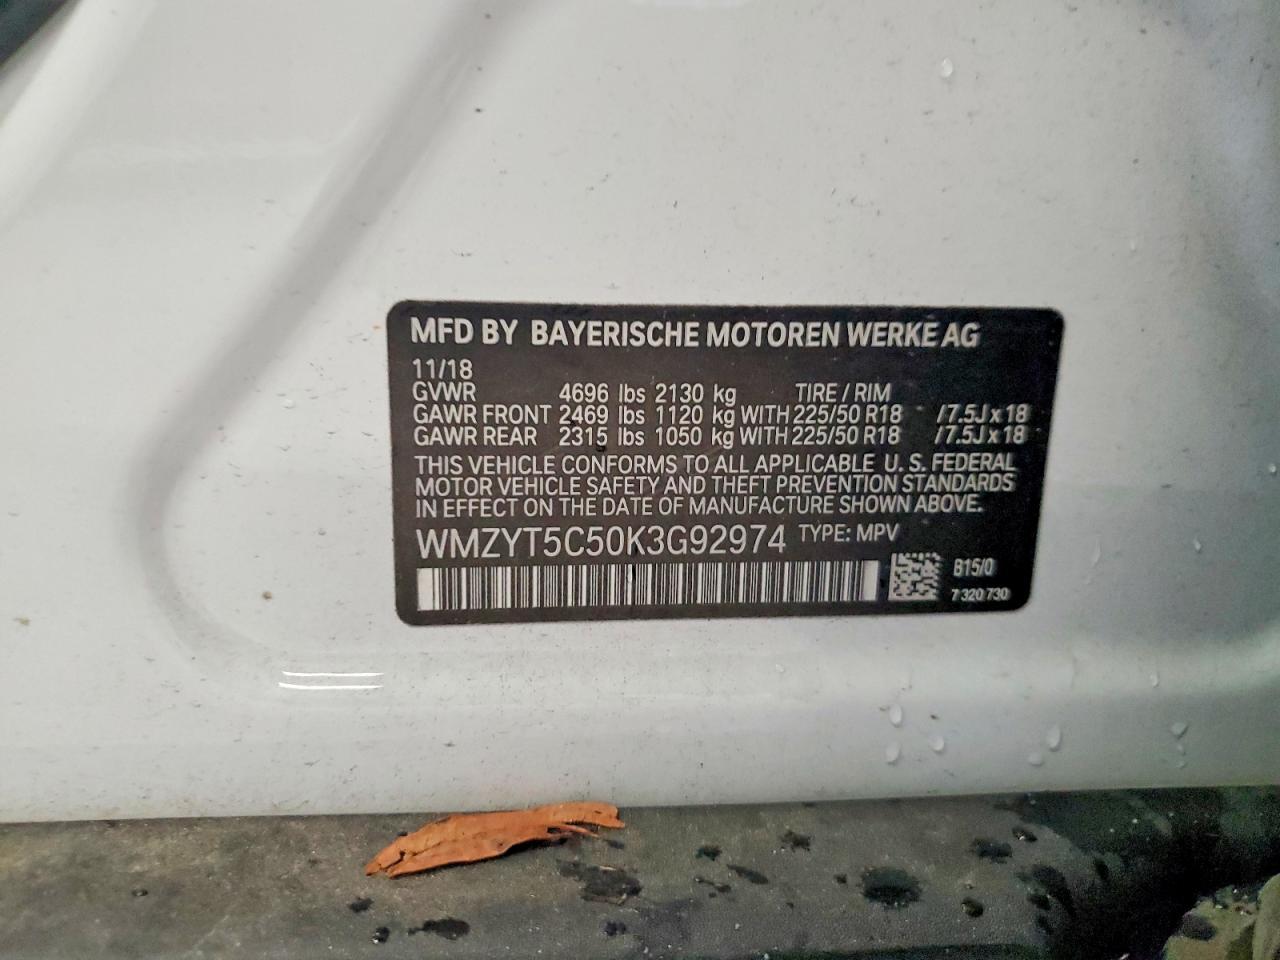 MFD BY BAYERISCHE MOTOREN WERKE AG
11/18
GVWR 4696 lbs 2130 kg TIRE / RIM
GAWR FRONT 2469 lbs 1120 kg WITH 225/50 R18 /7.5J x 18
GAWR REAR 2315 lbs 1050 kg WITH 225/50 R18 /7.5J x 18
THIS VEHICLE CONFORMS TO ALL APPLICABLE U. S. FEDERAL
MOTOR VEHICLE SAFETY AND THEFT PREVENTION STANDARDS
IN EFFECT ON THE DATE OF MANUFACTURE SHOWN ABOVE.
WMZYT5C50K3G92974 TYPE: MPV
B15/0
7 320 730